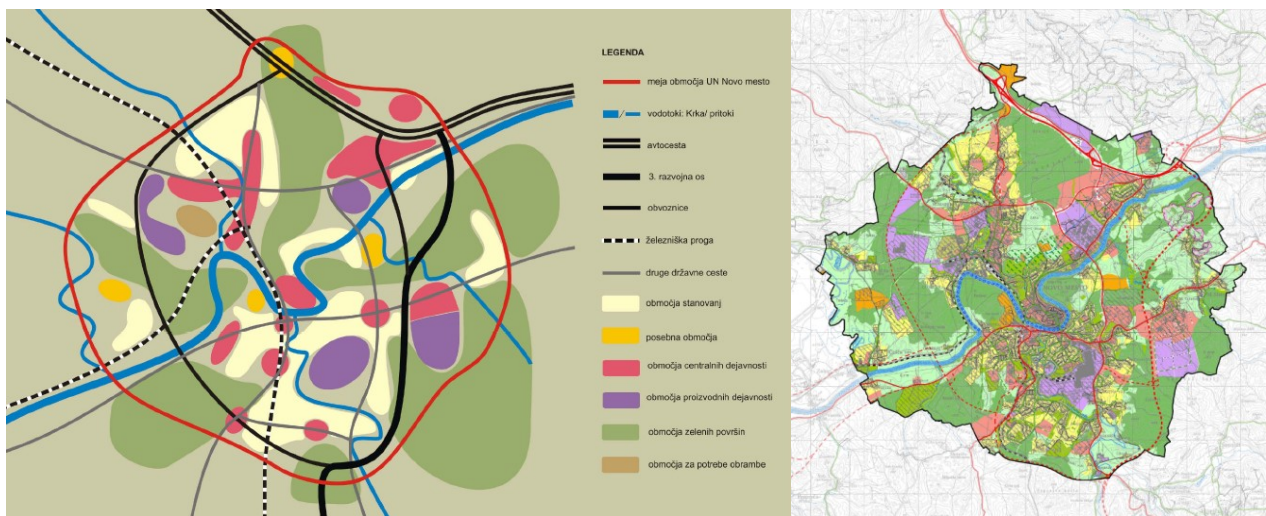 LEGENDA
meja območja UN Novo mesto
vodotoki: Krka/ pritoki
avtocesta
3. razvojna os
obvoznice
železniška proga
druge državne ceste
območja stanovanj
posebna območja
območja centralnih dejavnosti
območja proizvodnih dejavnosti
območja zelenih površin
območja za potrebe obrambe